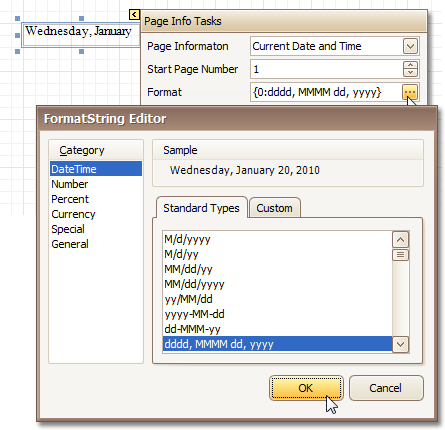 Wednesday, January
Page Info Tasks
Page Informaton Current Date and Time
Start Page Number 1
Format {0:dddd, MMMM dd, yyyy} ...
FormatString Editor
Category
DateTime
Number
Percent
Currency
Special
General
Sample
Wednesday, January 20, 2010
Standard Types Custom
M/d/yyyy
M/d/yy
MM/dd/yy
MM/dd/yyyy
yy/MM/dd
yyyy-MM-dd
dd-MMM-yy
dddd, MMMM dd, yyyy
OK Cancel